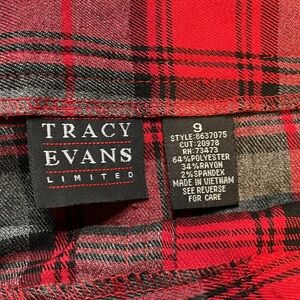 TRACY
EVANS
LIMITED
9
STYLE:8637075
CUT:20978
RN:73473
64%POLYESTER
34%RAYON
2%SPANDEX
MADE IN VIETNAM
SEE REVERSE
FOR CARE